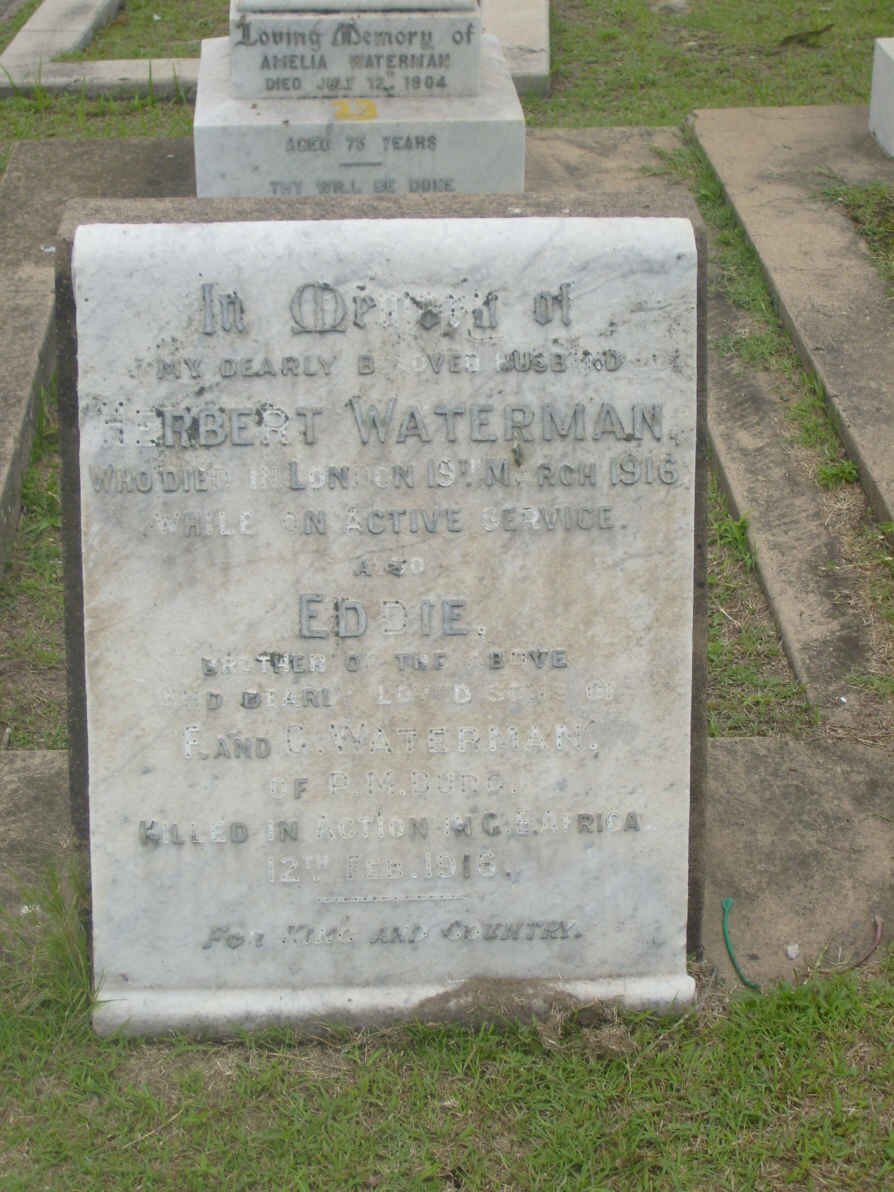 Loving Memory of
AMELIA WATERMAN
DIED JULY 12, 1904
AGED 75 YEARS
THY WILL BE DONE
In Memory of
MY DEARLY BELOVED HUSBAND
HERBERT WATERMAN,
WHO DIED IN LONDON 19TH MARCH 1916
WHILE ON ACTIVE SERVICE.
ALSO
EDDIE.
BROTHER OF THE ABOVE
AND DEARLY LOVED SONS OF
F. AND G. WATERMAN.
OF P.M.BURG.
KILLED IN ACTION IN G.E.AFRICA.
12TH FEB. 1916.
FOR KING AND COUNTRY.